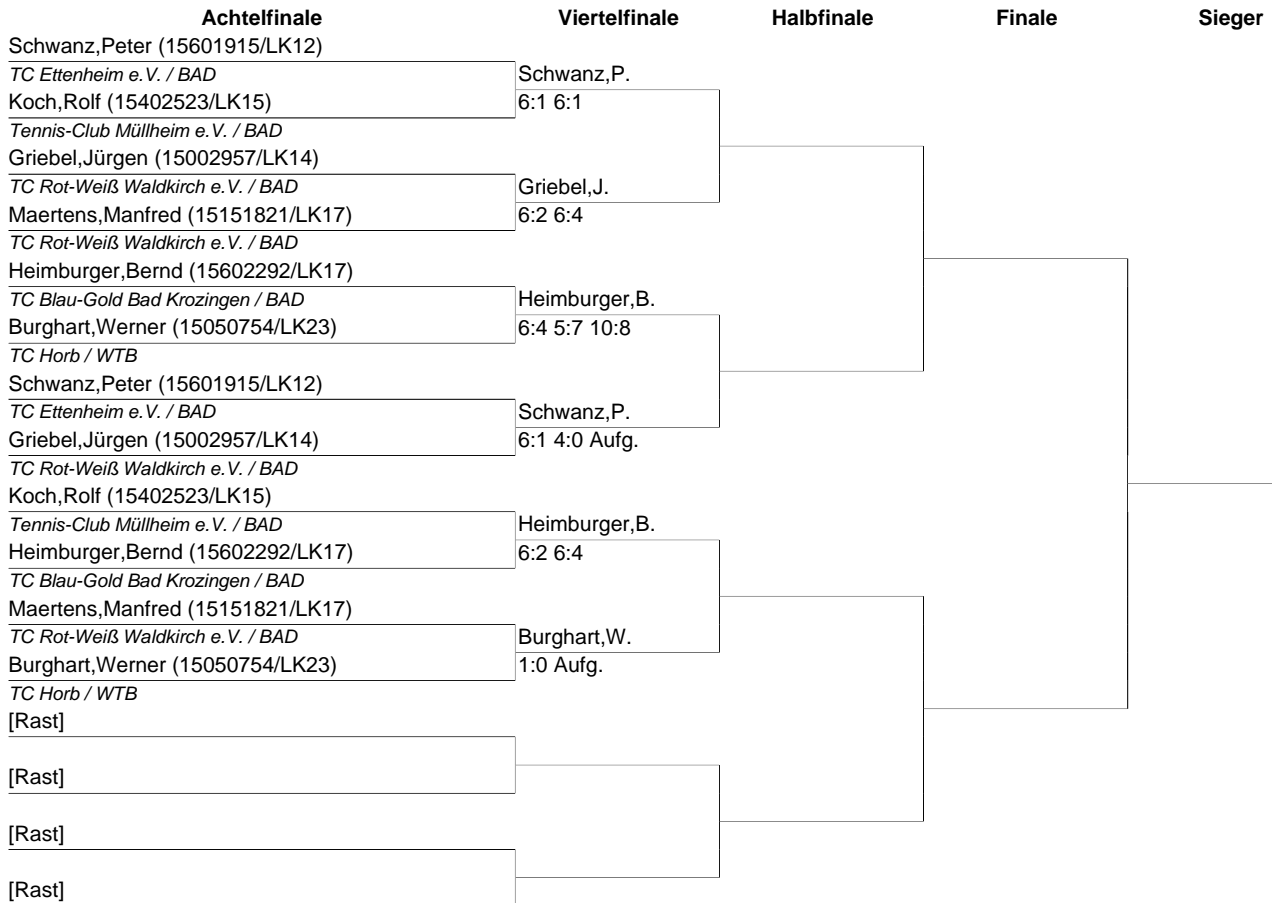 Achtelfinale Viertelfinale Halbfinale Finale Sieger
Schwanz,Peter (15601915/LK12)
TC Ettenheim e.V. / BAD Schwanz,P.
Koch,Rolf (15402523/LK15) 6:1 6:1
Tennis-Club Müllheim e.V. / BAD
Griebel,Jürgen (15002957/LK14)
TC Rot-Weiß Waldkirch e.V. / BAD Griebel,J.
Maertens,Manfred (15151821/LK17) 6:2 6:4
TC Rot-Weiß Waldkirch e.V. / BAD
Heimburger,Bernd (15602292/LK17)
TC Blau-Gold Bad Krozingen / BAD Heimburger,B.
Burghart,Werner (15050754/LK23) 6:4 5:7 10:8
TC Horb / WTB
Schwanz,Peter (15601915/LK12)
TC Ettenheim e.V. / BAD Schwanz,P.
Griebel,Jürgen (15002957/LK14) 6:1 4:0 Aufg.
TC Rot-Weiß Waldkirch e.V. / BAD
Koch,Rolf (15402523/LK15)
Tennis-Club Müllheim e.V. / BAD Heimburger,B.
Heimburger,Bernd (15602292/LK17) 6:2 6:4
TC Blau-Gold Bad Krozingen / BAD
Maertens,Manfred (15151821/LK17)
TC Rot-Weiß Waldkirch e.V. / BAD Burghart,W.
Burghart,Werner (15050754/LK23) 1:0 Aufg.
TC Horb / WTB
[Rast]
[Rast]
[Rast]
[Rast]